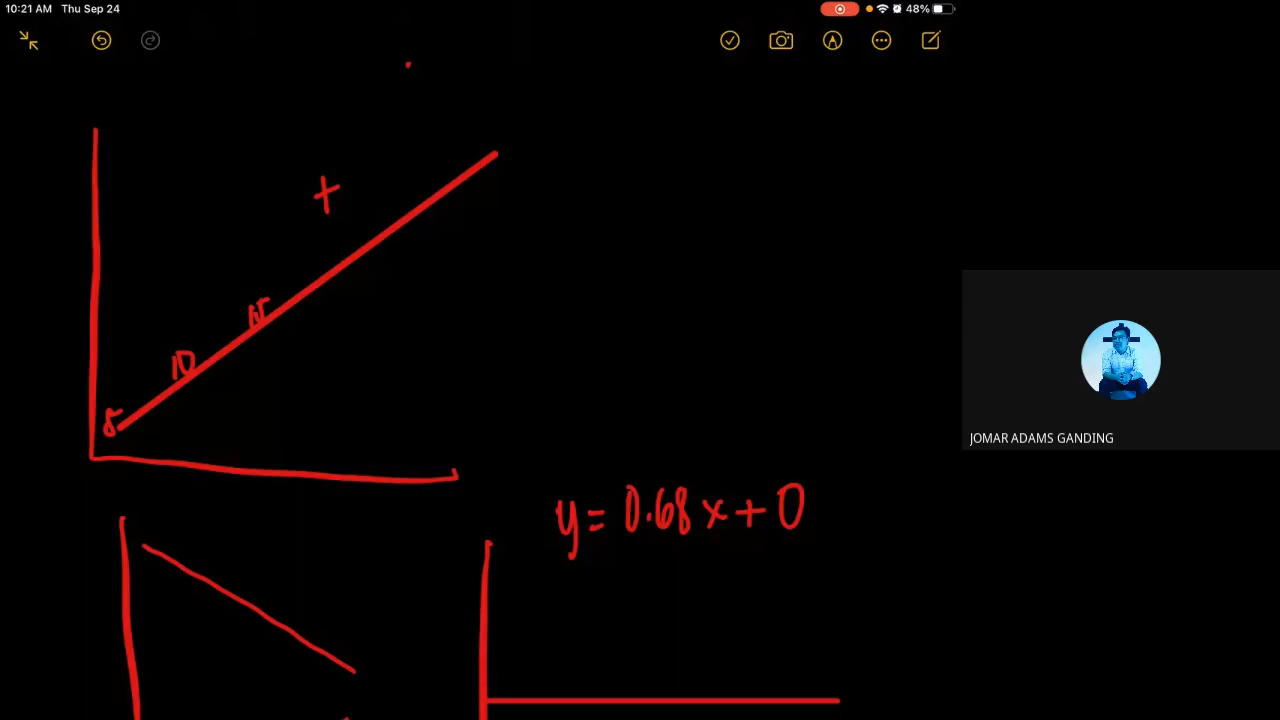 10:21 AM Thu Sep 24
48%
+
15
10
5
JOMAR ADAMS GANDING
y = 0.68x + 0